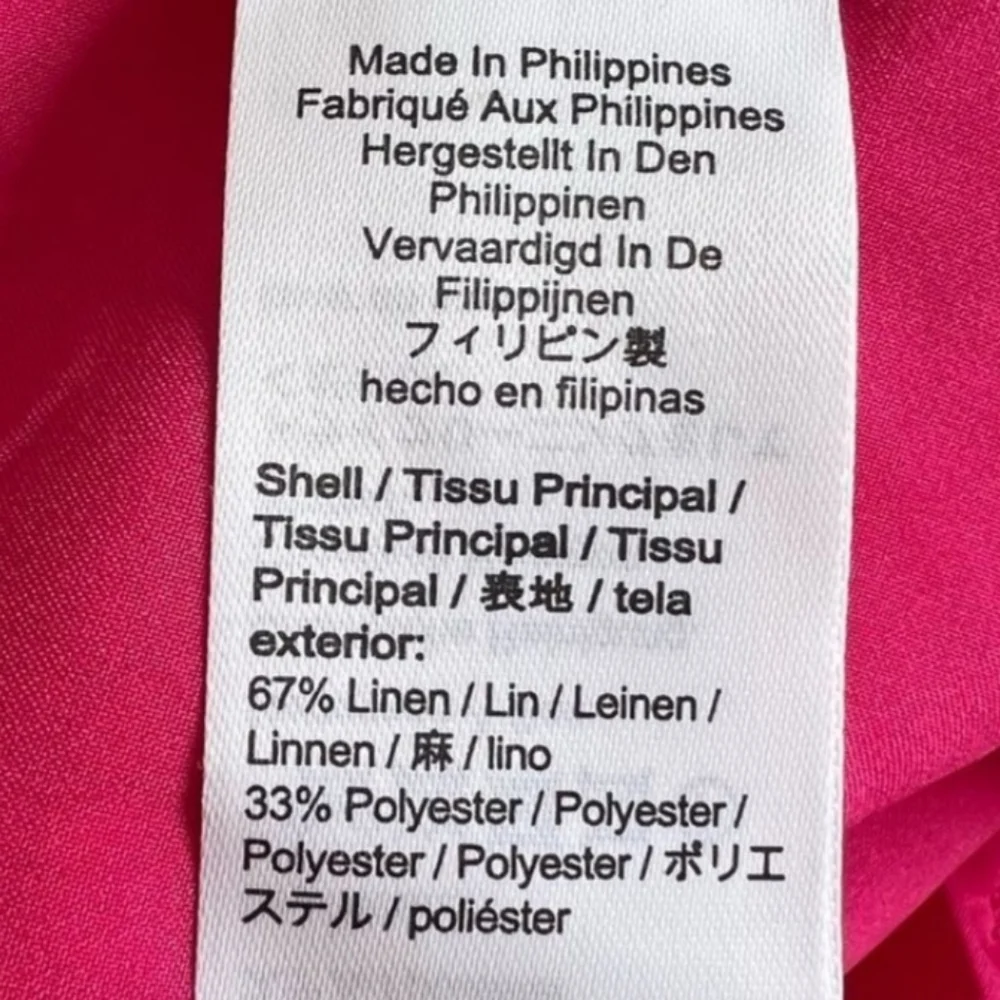 Made In Philippines
Fabriqué Aux Philippines
Hergestellt In Den
Philippinen
Vervaardigd In De
Filippijnen
フィリピン製
hecho en filipinas
Shell / Tissu Principal /
Tissu Principal / Tissu
Principal / 表地 / tela
exterior:
67% Linen / Lin / Leinen /
Linnen / 麻 / lino
33% Polyester / Polyester /
Polyester / Polyester / ポリエ
ステル / poliéster